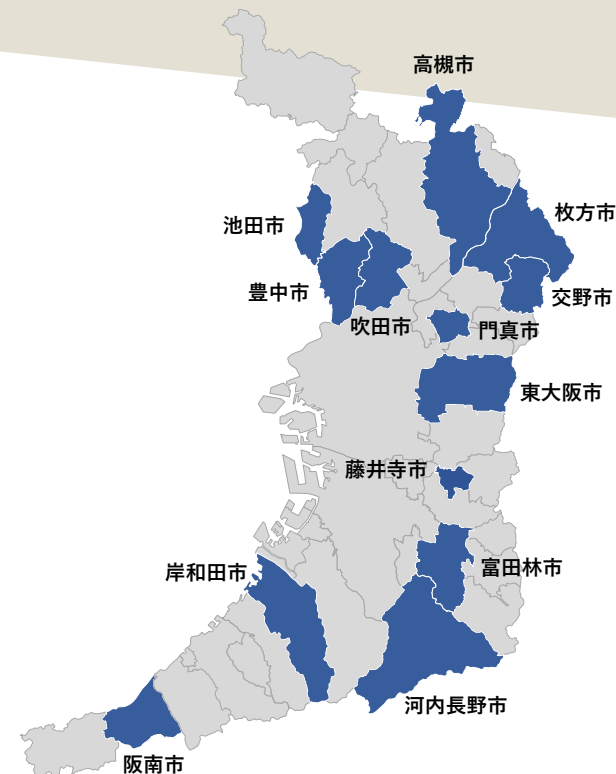 高槻市
枚方市
池田市
豊中市
交野市
吹田市
門真市
東大阪市
藤井寺市
富田林市
岸和田市
河内長野市
阪南市